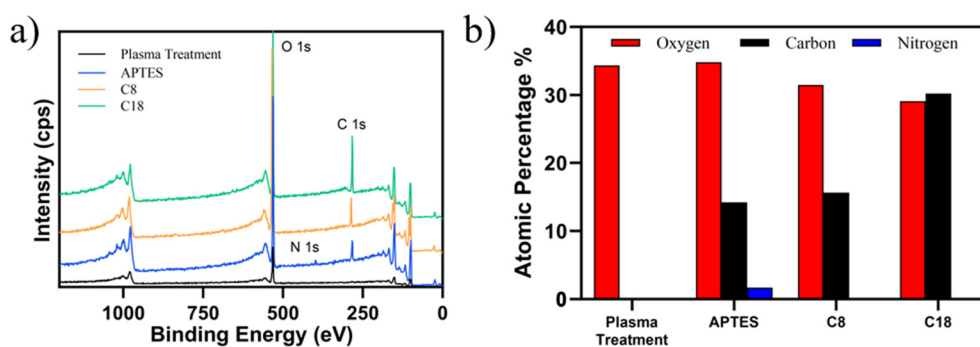 a)
Plasma Treatment
APTES
C8
C18
O 1s
C 1s
N 1s
Intensity (cps)
1000 750 500 250 0
Binding Energy (eV)
b)
Oxygen Carbon Nitrogen
Atomic Percentage %
40
30
20
10
0
Plasma Treatment
APTES
C8
C18